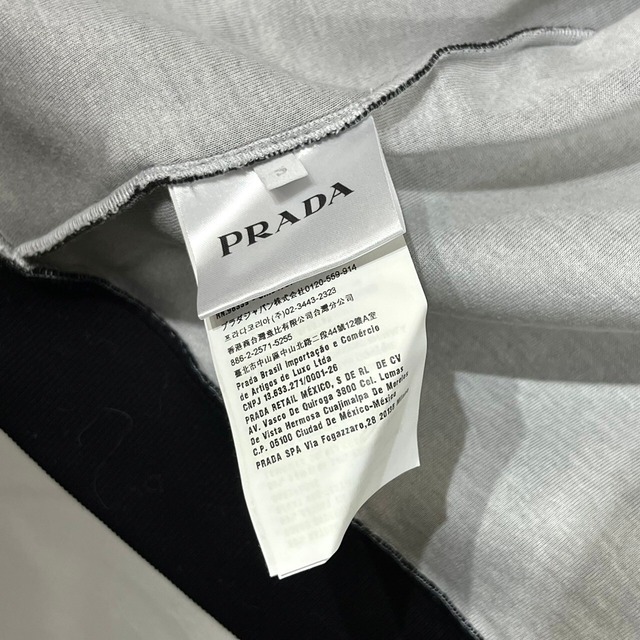 PRADA
プラダジャパン株式会社0120-559-914
프라다코리아(주)02-3443-2323
香港商台灣普拉達有限公司台灣分公司
886-2-2571-5255
臺北市中山區中山北路二段44號12樓A室
Prada Brasil Importação e Comércio
de Artigos de Luxo Ltda
CNPJ 13.633.271/0001-26
PRADA RETAIL MÉXICO, S DE RL DE CV
AV. Vasco De Quiroga 3800 Col. Lomas
De Vista Hermosa Cuajimalpa De Morelos
C.P. 05100 Ciudad De México-México
PRADA SPA Via Fogazzaro,28 20135 Milano